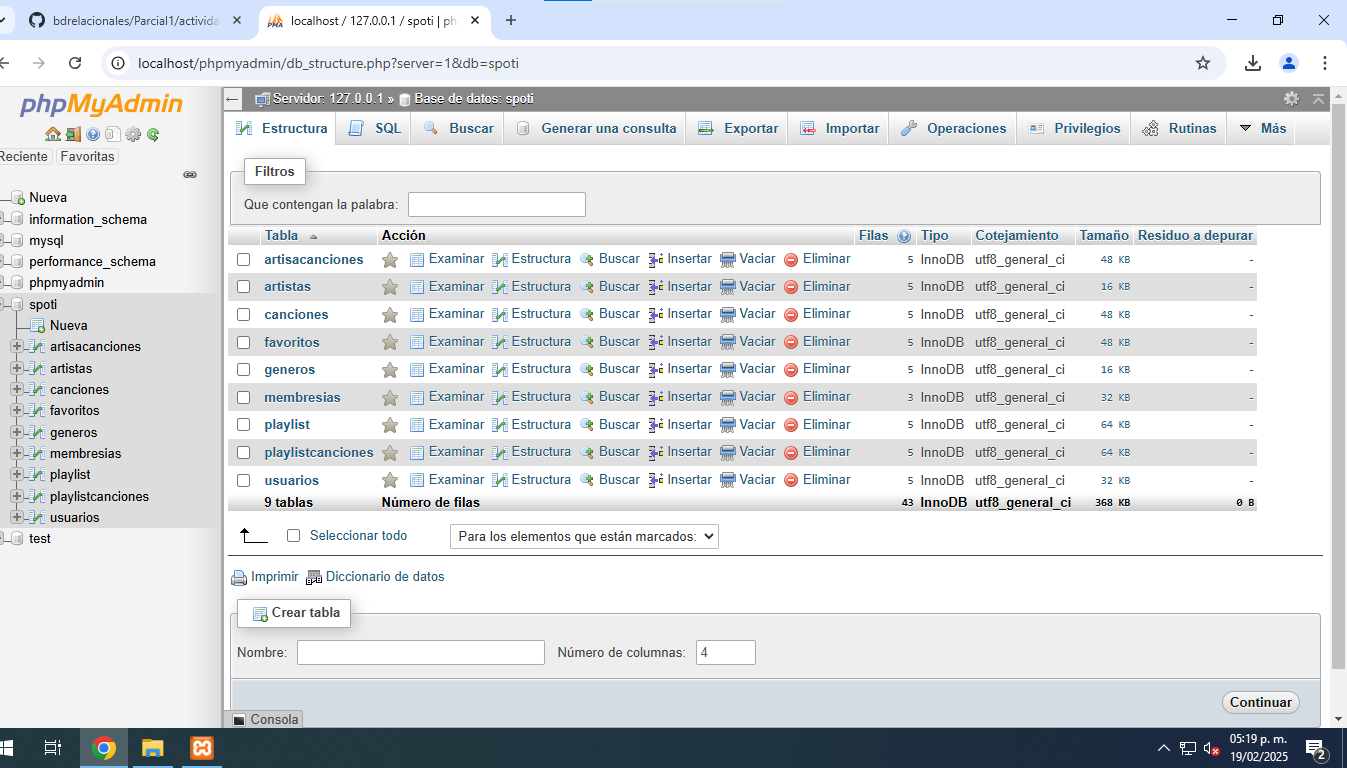 bdrelacionales/Parcial1/activida
localhost / 127.0.0.1 / spoti | ph
localhost/phpmyadmin/db_structure.php?server=1&db=spoti
phpMyAdmin
Reciente Favoritas
Nueva
information_schema
mysql
performance_schema
phpmyadmin
spoti
Nueva
artisacanciones
artistas
canciones
favoritos
generos
membresias
playlist
playlistcanciones
usuarios
test
Servidor: 127.0.0.1 » Base de datos: spoti
Estructura SQL Buscar Generar una consulta Exportar Importar Operaciones Privilegios Rutinas Más
Filtros
Que contengan la palabra:
Tabla Acción Filas Tipo Cotejamiento Tamaño Residuo a depurar
artisacanciones Examinar Estructura Buscar Insertar Vaciar Eliminar 5 InnoDB utf8_general_ci 48 KB -
artistas Examinar Estructura Buscar Insertar Vaciar Eliminar 5 InnoDB utf8_general_ci 16 KB -
canciones Examinar Estructura Buscar Insertar Vaciar Eliminar 5 InnoDB utf8_general_ci 48 KB -
favoritos Examinar Estructura Buscar Insertar Vaciar Eliminar 5 InnoDB utf8_general_ci 48 KB -
generos Examinar Estructura Buscar Insertar Vaciar Eliminar 5 InnoDB utf8_general_ci 16 KB -
membresias Examinar Estructura Buscar Insertar Vaciar Eliminar 3 InnoDB utf8_general_ci 32 KB -
playlist Examinar Estructura Buscar Insertar Vaciar Eliminar 5 InnoDB utf8_general_ci 64 KB -
playlistcanciones Examinar Estructura Buscar Insertar Vaciar Eliminar 5 InnoDB utf8_general_ci 64 KB -
usuarios Examinar Estructura Buscar Insertar Vaciar Eliminar 5 InnoDB utf8_general_ci 32 KB -
9 tablas Número de filas 43 InnoDB utf8_general_ci 368 KB 0 B
Seleccionar todo Para los elementos que están marcados:
Imprimir Diccionario de datos
Crear tabla
Nombre: Número de columnas: 4
Continuar
Consola
05:19 p. m.
19/02/2025
2